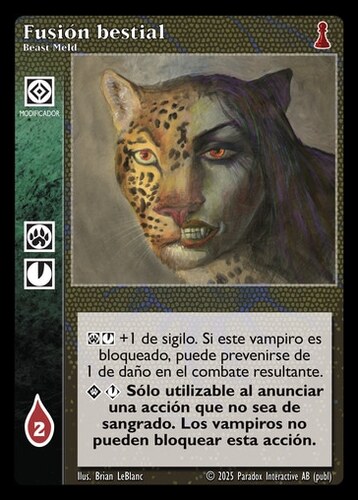 Fusión bestial
Beast Meld
MODIFICADOR
+1 de sigilo. Si este vampiro es
bloqueado, puede prevenirse de
1 de daño en el combate resultante.
Sólo utilizable al anunciar
una acción que no sea de
sangrado. Los vampiros no
pueden bloquear esta acción.
2
Ilus. Brian LeBlanc
© 2025 Paradox Interactive AB (publ)